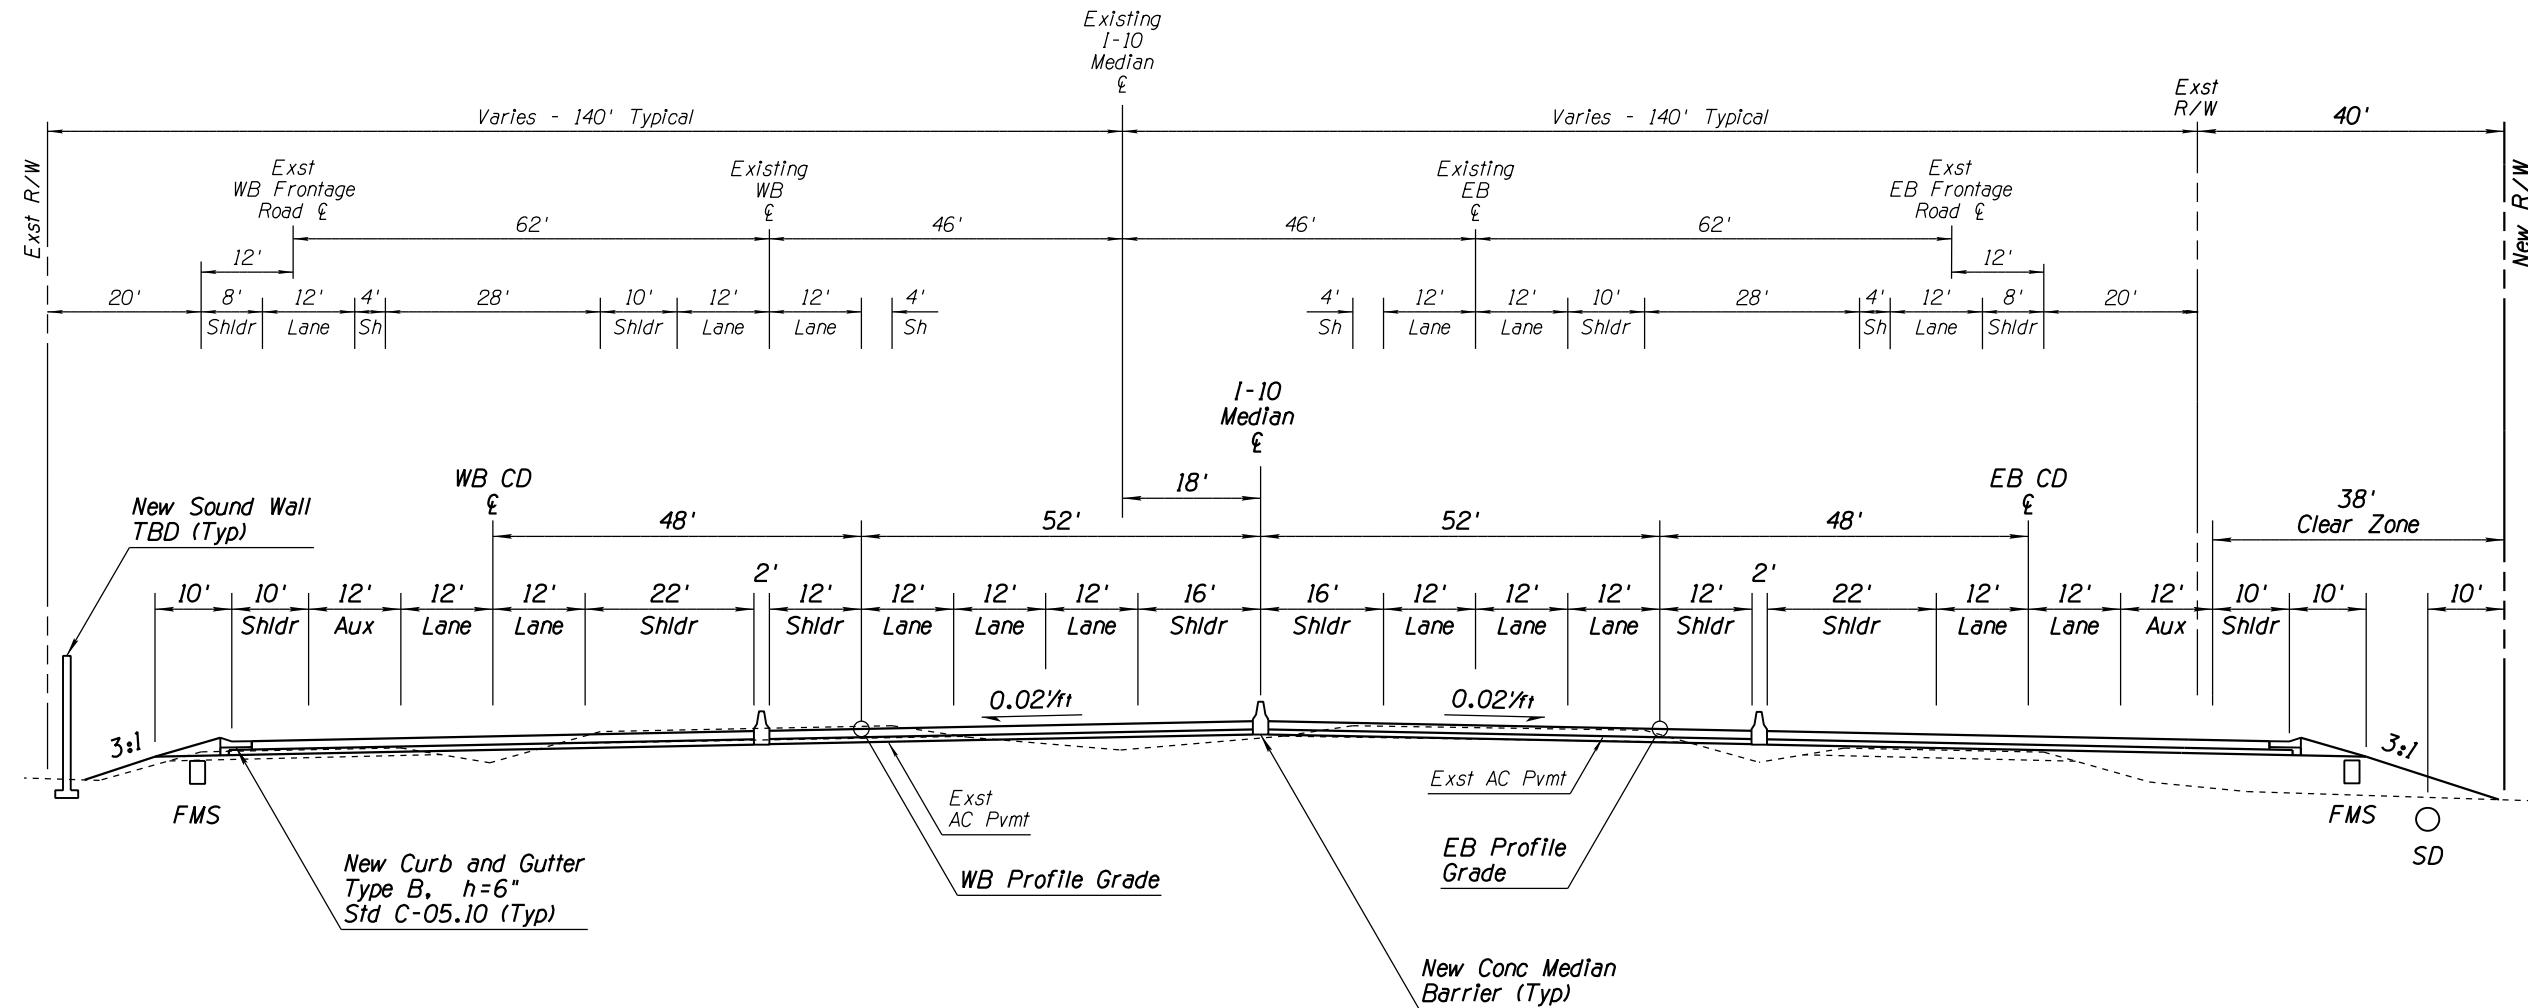 Existing
I-10
Median
℄
Varies - 140' Typical
Varies - 140' Typical
Exst
R/W
40'
Exst R/W
New R/W
Exst
WB Frontage
Road ℄
Existing
WB
℄
Existing
EB
℄
Exst
EB Frontage
Road ℄
62'
46'
46'
62'
12'
12'
20'
8'
12'
4'
28'
10'
12'
12'
4'
4'
12'
12'
10'
28'
4'
12'
8'
20'
Shldr
Lane
Sh
Shldr
Lane
Lane
Sh
Sh
Lane
Lane
Shldr
Sh
Lane
Shldr
I-10
Median
℄
WB CD
℄
EB CD
℄
18'
New Sound Wall
TBD (Typ)
48'
52'
52'
48'
38'
Clear Zone
10'
10'
12'
12'
12'
22'
2'
12'
12'
12'
12'
16'
16'
12'
12'
12'
12'
2'
22'
12'
12'
12'
10'
10'
10'
Shldr
Aux
Lane
Lane
Shldr
Shldr
Lane
Lane
Lane
Shldr
Shldr
Lane
Lane
Lane
Shldr
Shldr
Lane
Lane
Aux
Shldr
0.02'/ft
0.02'/ft
3:1
3:1
FMS
Exst
AC Pvmt
Exst AC Pvmt
FMS
SD
New Curb and Gutter
Type B, h=6"
Std C-05.10 (Typ)
WB Profile Grade
EB Profile
Grade
New Conc Median
Barrier (Typ)